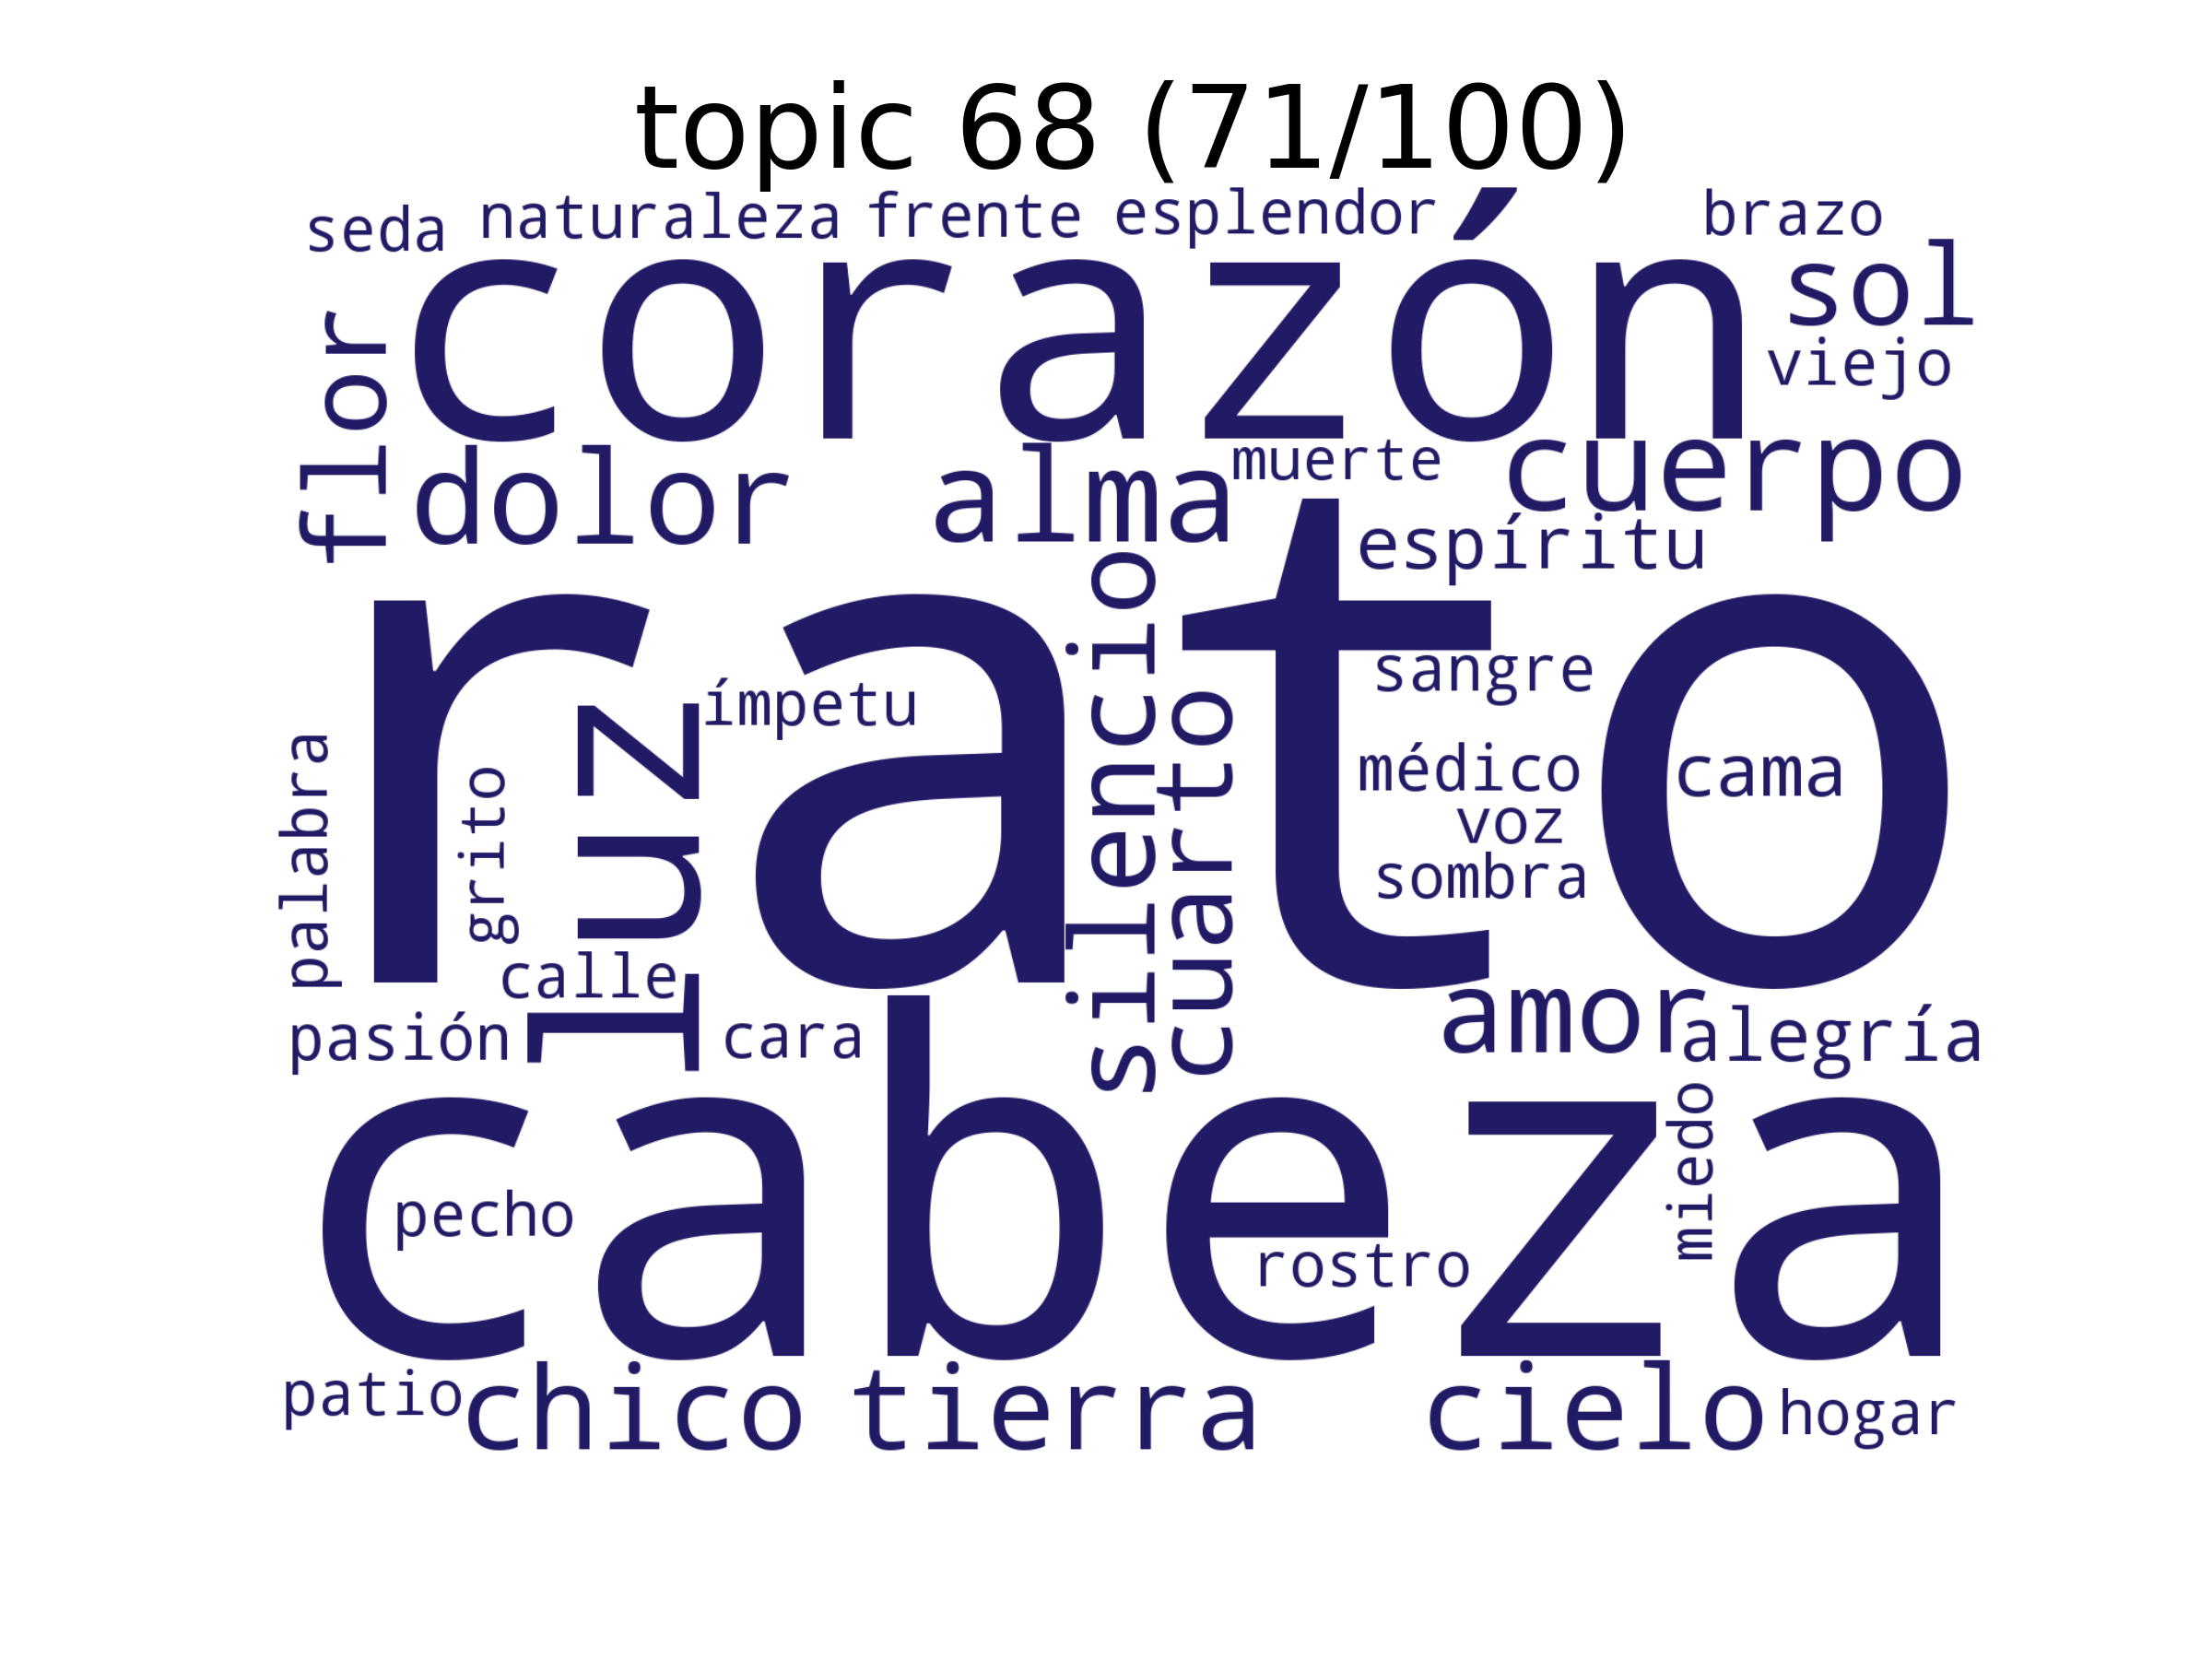 topic 68 (71/100)
seda naturaleza frente esplendor brazo
corazón sol
flor viejo
dolor alma muerte cuerpo
espíritu
rato
silencio
cuarto
sangre
luz ímpetu
médico cama
palabra grito voz
sombra
calle
pasión cara amor alegría
cabeza
miedo
pecho
rostro
patio chico tierra cielo hogar